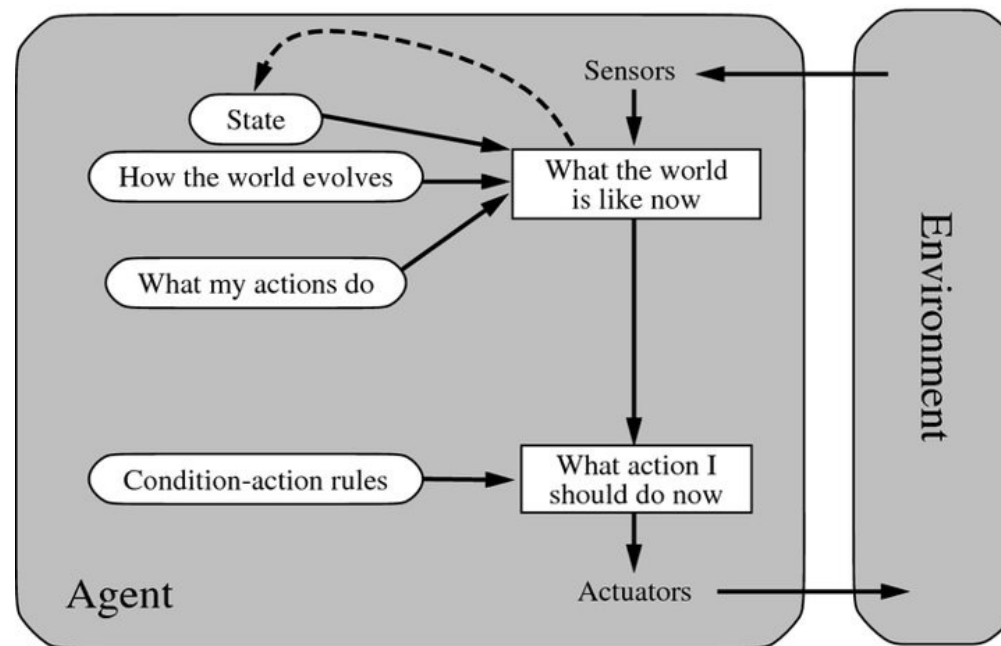 Sensors
State
How the world evolves
What the world
is like now
What my actions do
Environment
Condition-action rules
What action I
should do now
Agent
Actuators